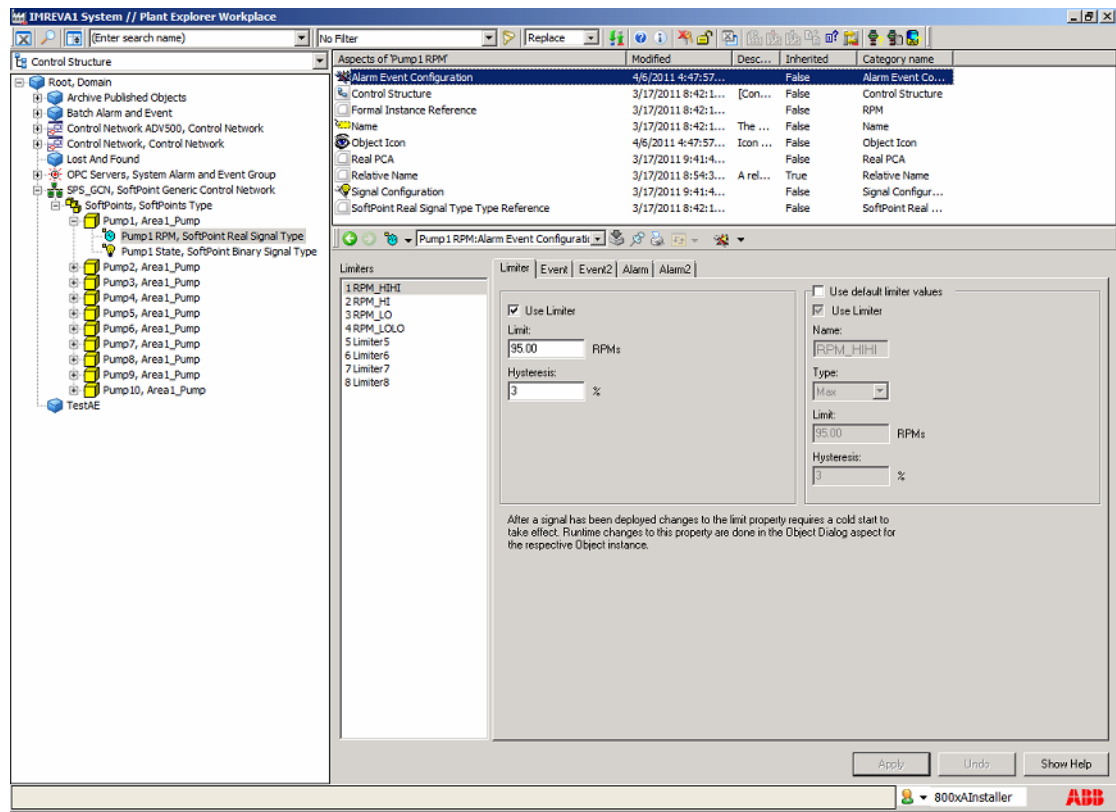 IMREVA1 System // Plant Explorer Workplace
(Enter search name) No Filter Replace
Control Structure
Root, Domain
Archive Published Objects
Batch Alarm and Event
Control Network ADV500, Control Network
Control Network, Control Network
Lost And Found
OPC Servers, System Alarm and Event Group
SPS_GCN, SoftPoint Generic Control Network
SoftPoints, SoftPoints Type
Pump1, Area1_Pump
Pump1 RPM, SoftPoint Real Signal Type
Pump1 State, SoftPoint Binary Signal Type
Pump2, Area1_Pump
Pump3, Area1_Pump
Pump4, Area1_Pump
Pump5, Area1_Pump
Pump6, Area1_Pump
Pump7, Area1_Pump
Pump8, Area1_Pump
Pump9, Area1_Pump
Pump10, Area1_Pump
TestAE
Aspects of 'Pump1 RPM' Modified Desc... Inherited Category name
Alarm Event Configuration 4/6/2011 4:47:57... False Alarm Event Co...
Control Structure 3/17/2011 8:42:1... [Con... False Control Structure
Formal Instance Reference 3/17/2011 8:42:1... False RPM
Name 3/17/2011 8:42:1... The ... False Name
Object Icon 4/6/2011 4:47:57... Icon ... False Object Icon
Real PCA 3/17/2011 9:41:4... False Real PCA
Relative Name 3/17/2011 8:54:3... A rel... True Relative Name
Signal Configuration 3/17/2011 9:41:4... False Signal Configur...
SoftPoint Real Signal Type Type Reference 3/17/2011 8:42:1... False SoftPoint Real ...
Pump1 RPM:Alarm Event Configuratic
Limiters
1 RPM_HIHI
2 RPM_HI
3 RPM_LO
4 RPM_LOLO
5 Limiter5
6 Limiter6
7 Limiter7
8 Limiter8
Limiter Event Event2 Alarm Alarm2
Use Limiter
Limit:
95.00 RPMs
Hysteresis:
3 %
Use default limiter values
Use Limiter
Name:
RPM_HIHI
Type:
Max
Limit:
95.00 RPMs
Hysteresis:
3 %
After a signal has been deployed changes to the limit property requires a cold start to
take effect. Runtime changes to this property are done in the Object Dialog aspect for
the respective Object instance.
Apply Undo Show Help
800xAInstaller ABB